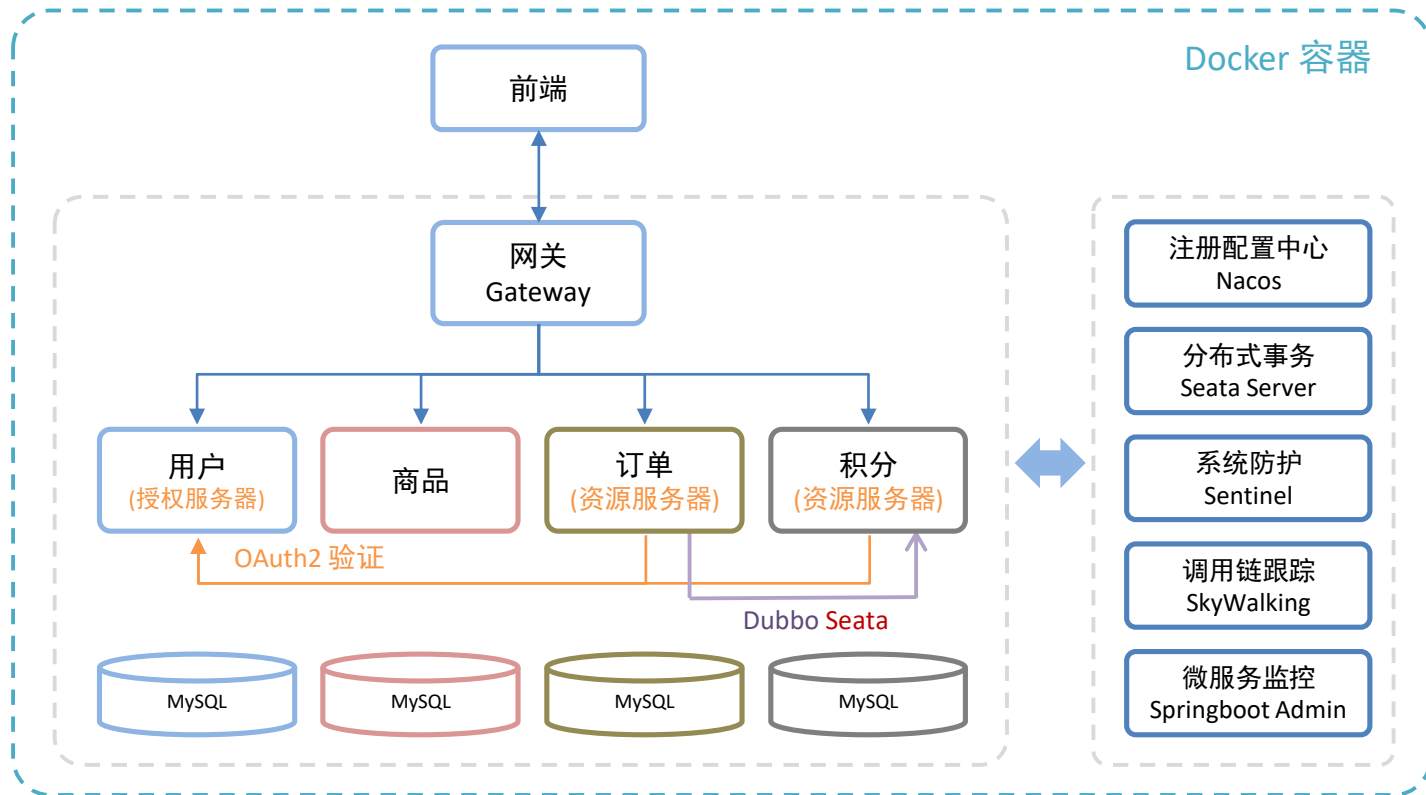 Docker 容器
前端
网关
Gateway
用户
(授权服务器)
商品
订单
(资源服务器)
积分
(资源服务器)
OAuth2 验证
Dubbo Seata
MySQL
MySQL
MySQL
MySQL
注册配置中心
Nacos
分布式事务
Seata Server
系统防护
Sentinel
调用链跟踪
SkyWalking
微服务监控
Springboot Admin